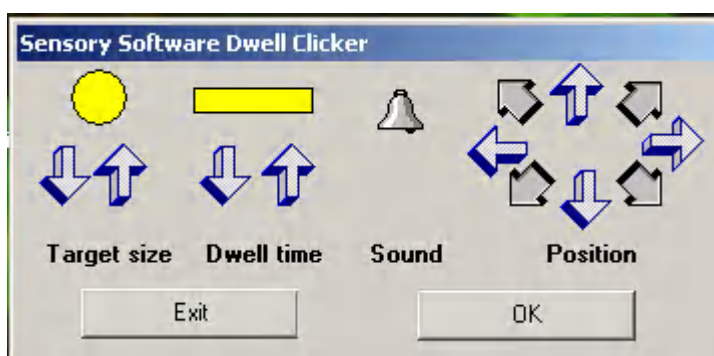 Sensory Software Dwell Clicker
Target size Dwell time Sound Position
Exit OK